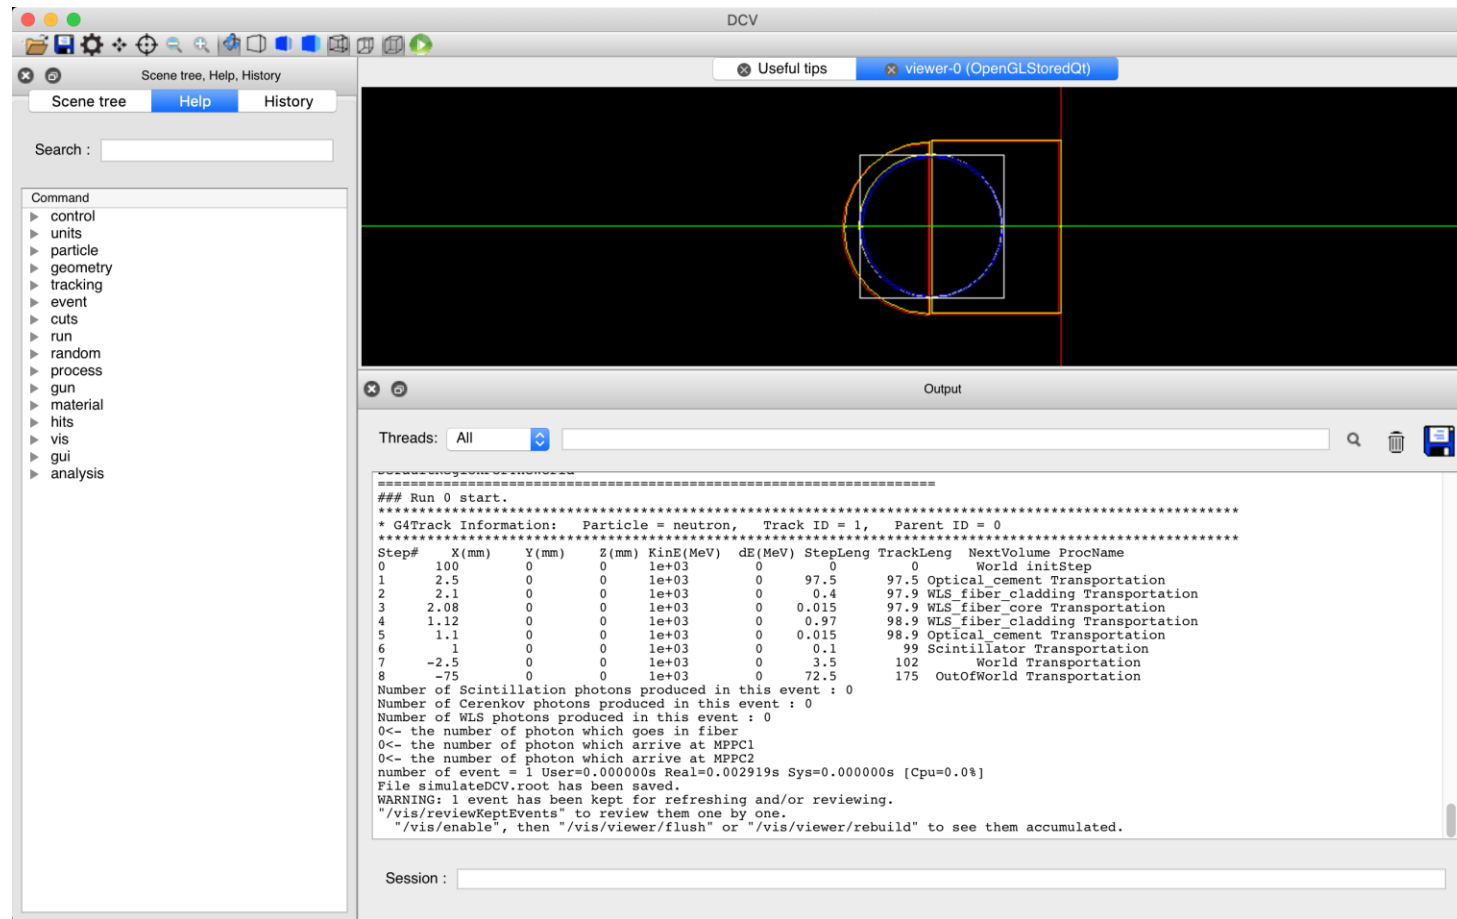 DCV
Scene tree, Help, History
Scene tree Help History
Search :
Command
control
units
particle
geometry
tracking
event
cuts
run
random
process
gun
material
hits
vis
gui
analysis
Useful tips
viewer-0 (OpenGLStoredQt)
Output
Threads: All
DefaultRegionForTheWorld
====================================================================
### Run 0 start.
*********************************************************************************************************
* G4Track Information:   Particle = neutron,   Track ID = 1,   Parent ID = 0
*********************************************************************************************************
Step#    X(mm)    Y(mm)    Z(mm) KinE(MeV)  dE(MeV) StepLeng TrackLeng  NextVolume ProcName
0      100        0        0    1e+03        0        0         0       World initStep
1      2.5        0        0    1e+03        0     97.5      97.5 Optical_cement Transportation
2      2.1        0        0    1e+03        0      0.4      97.9 WLS_fiber_cladding Transportation
3     2.08        0        0    1e+03        0    0.015      97.9 WLS_fiber_core Transportation
4     1.12        0        0    1e+03        0     0.97      98.9 WLS_fiber_cladding Transportation
5      1.1        0        0    1e+03        0    0.015      98.9 Optical_cement Transportation
6        1        0        0    1e+03        0      0.1        99 Scintillator Transportation
7     -2.5        0        0    1e+03        0      3.5       102       World Transportation
8      -75        0        0    1e+03        0     72.5       175  OutOfWorld Transportation
Number of Scintillation photons produced in this event : 0
Number of Cerenkov photons produced in this event : 0
Number of WLS photons produced in this event : 0
0<- the number of photon which goes in fiber
0<- the number of photon which arrive at MPPC1
0<- the number of photon which arrive at MPPC2
number of event = 1 User=0.000000s Real=0.002919s Sys=0.000000s [Cpu=0.0%]
File simulateDCV.root has been saved.
WARNING: 1 event has been kept for refreshing and/or reviewing.
"/vis/reviewKeptEvents" to review them one by one.
"/vis/enable", then "/vis/viewer/flush" or "/vis/viewer/rebuild" to see them accumulated.
Session :